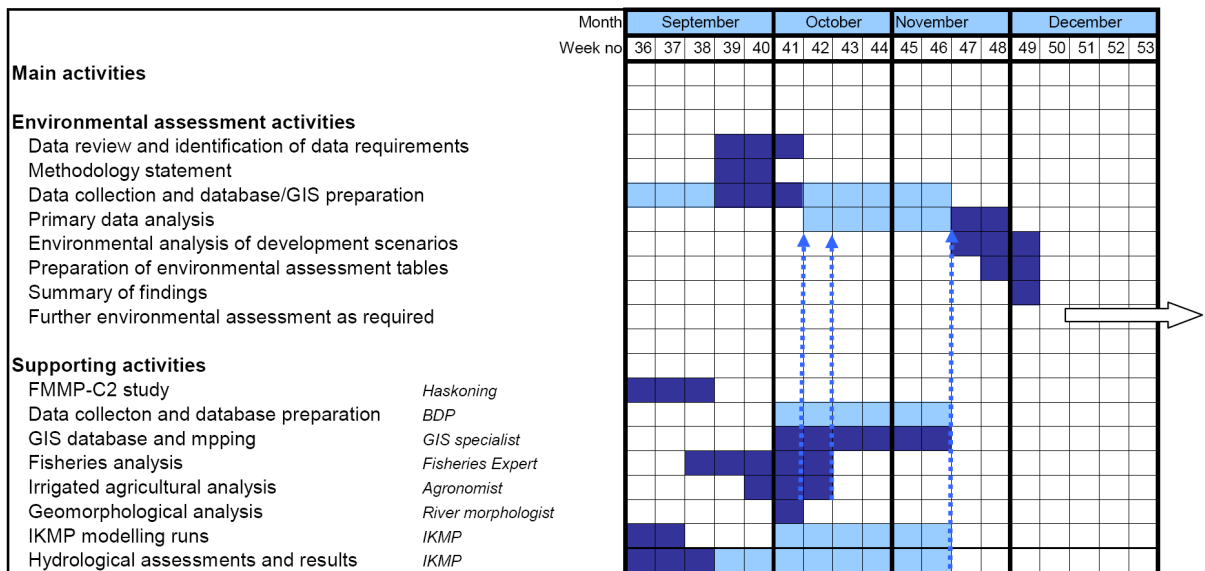 Month September October November December
Week no 36 37 38 39 40 41 42 43 44 45 46 47 48 49 50 51 52 53
Main activities
Environmental assessment activities
Data review and identification of data requirements
Methodology statement
Data collection and database/GIS preparation
Primary data analysis
Environmental analysis of development scenarios
Preparation of environmental assessment tables
Summary of findings
Further environmental assessment as required
Supporting activities
FMMP-C2 study Haskoning
Data collecton and database preparation BDP
GIS database and mpping GIS specialist
Fisheries analysis Fisheries Expert
Irrigated agricultural analysis Agronomist
Geomorphological analysis River morphologist
IKMP modelling runs IKMP
Hydrological assessments and results IKMP